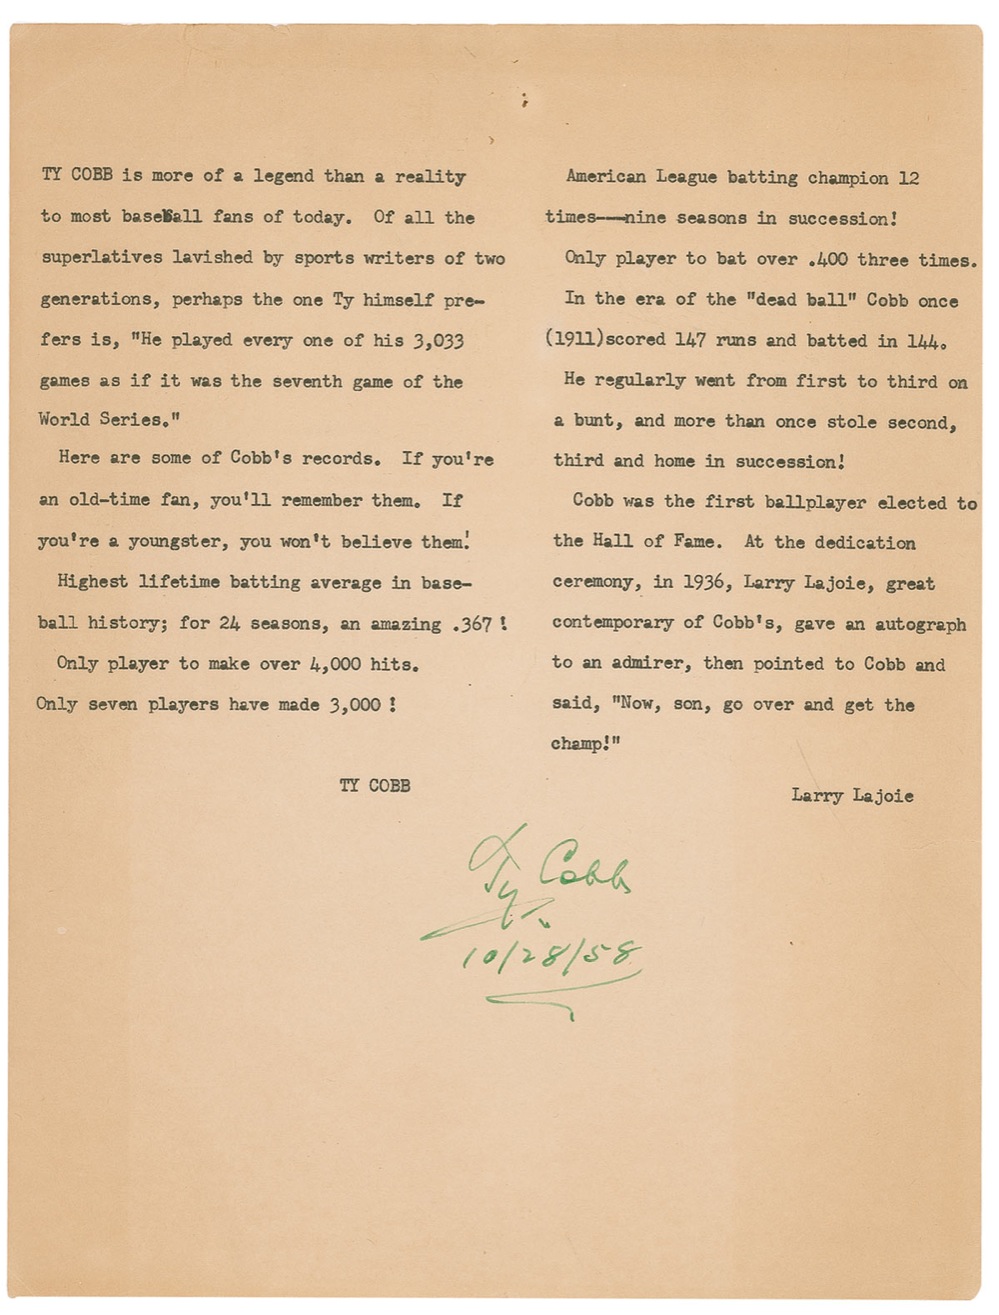 TY COBB is more of a legend than a reality
to most baseball fans of today.  Of all the
superlatives lavished by sports writers of two
generations, perhaps the one Ty himself pre-
fers is, "He played every one of his 3,033
games as if it was the seventh game of the
World Series."
Here are some of Cobb's records.  If you're
an old-time fan, you'll remember them.  If
you're a youngster, you won't believe them!
Highest lifetime batting average in base-
ball history; for 24 seasons, an amazing .367 !
Only player to make over 4,000 hits.
Only seven players have made 3,000 !
TY COBB
American League batting champion 12
times---nine seasons in succession!
Only player to bat over .400 three times.
In the era of the "dead ball" Cobb once
(1911)scored 147 runs and batted in 144.
He regularly went from first to third on
a bunt, and more than once stole second,
third and home in succession!
Cobb was the first ballplayer elected to
the Hall of Fame.  At the dedication
ceremony, in 1936, Larry Lajoie, great
contemporary of Cobb's, gave an autograph
to an admirer, then pointed to Cobb and
said, "Now, son, go over and get the
champ!"
Larry Lajoie
Ty Cobb
10/28/58